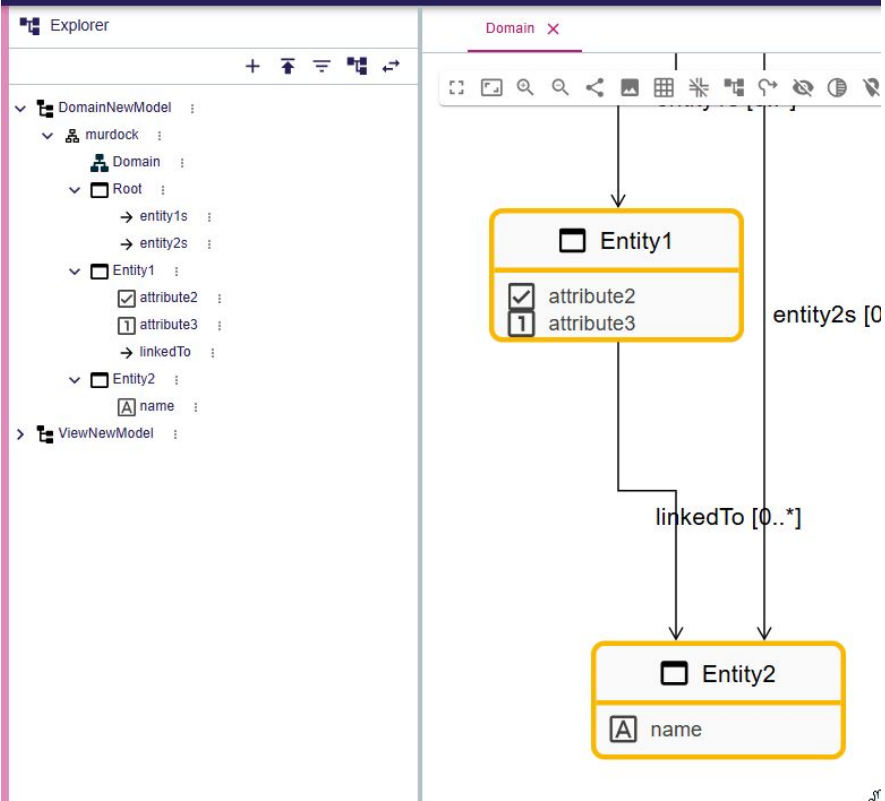 Explorer
DomainNewModel
murdock
Domain
Root
entity1s
entity2s
Entity1
attribute2
attribute3
linkedTo
Entity2
name
ViewNewModel
Domain
Entity1
attribute2
1 attribute3
entity2s [0
linkedTo [0..*]
Entity2
A name